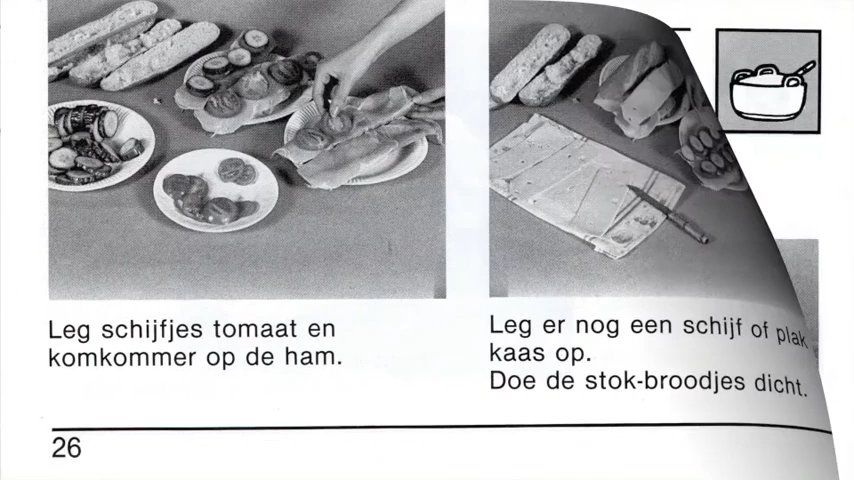 Leg schijfjes tomaat en
komkommer op de ham.
Leg er nog een schijf of plak
kaas op.
Doe de stok-broodjes dicht.
26